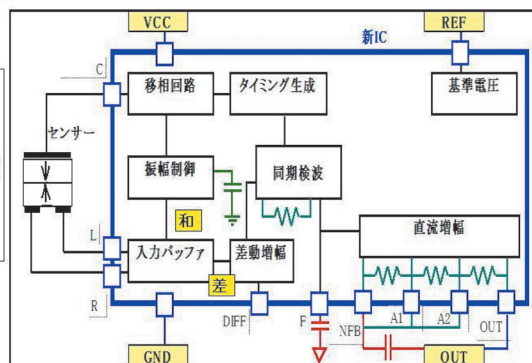 VCC
REF
新IC
C
移相回路
タイミング生成
基準電圧
センサー
振幅制御
同期検波
和
直流増幅
L
入力バッファ
差動増幅
差
R
DIFF
F
NFB
A1
A2
OUT
GND
OUT